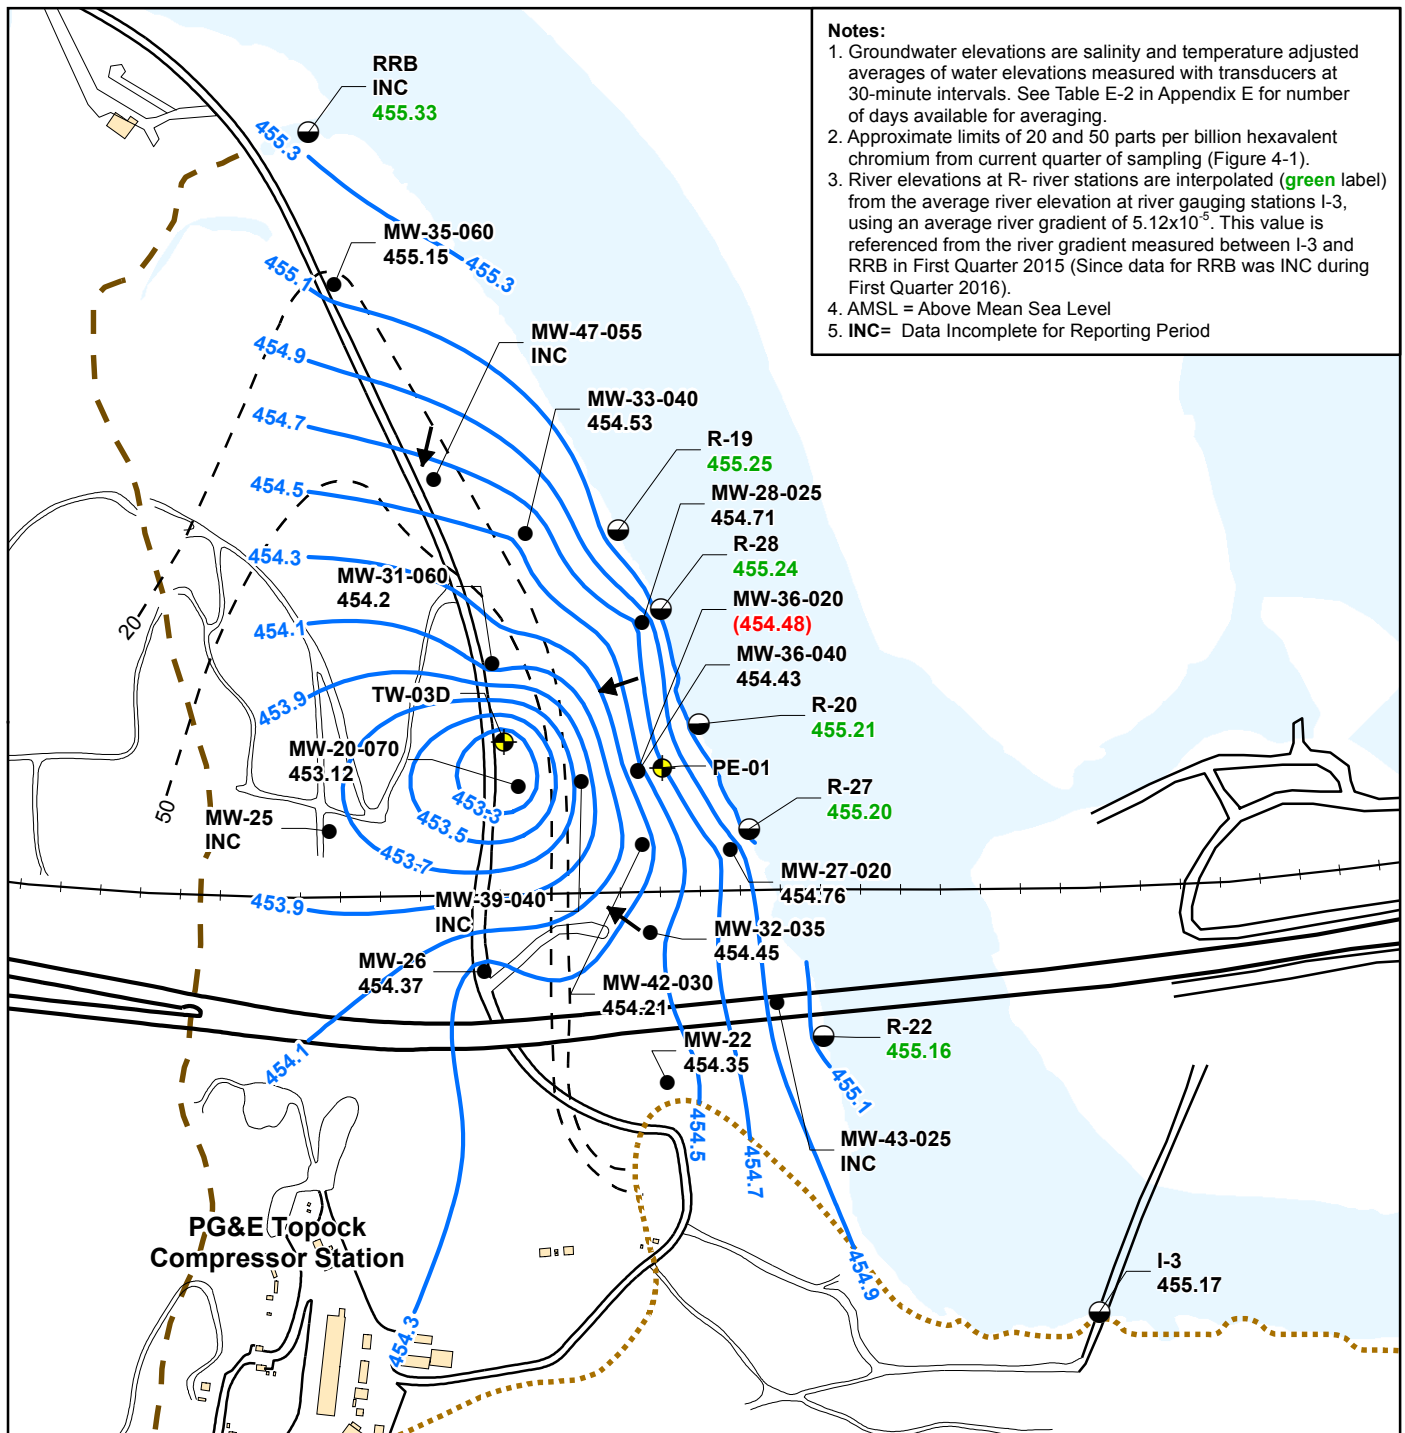 Notes:
1. Groundwater elevations are salinity and temperature adjusted
averages of water elevations measured with transducers at
30-minute intervals. See Table E-2 in Appendix E for number
of days available for averaging.
2. Approximate limits of 20 and 50 parts per billion hexavalent
chromium from current quarter of sampling (Figure 4-1).
3. River elevations at R- river stations are interpolated (green label)
from the average river elevation at river gauging stations I-3,
using an average river gradient of 5.12x10⁻⁵. This value is
referenced from the river gradient measured between I-3 and
RRB in First Quarter 2015 (Since data for RRB was INC during
First Quarter 2016).
4. AMSL = Above Mean Sea Level
5. INC= Data Incomplete for Reporting Period
RRB
INC
455.33
455.3
MW-35-060
455.15
455.3
455.1
MW-47-055
INC
454.9
MW-33-040
454.53
454.7
R-19
455.25
454.5
MW-28-025
454.71
R-28
455.24
454.3
MW-31-060
454.2
MW-36-020
(454.48)
20
454.1
MW-36-040
454.43
TW-03D
453.9
R-20
455.21
MW-20-070
453.12
PE-01
R-27
455.20
50
453.3
MW-25
INC
453.5
453.7
MW-27-020
454.76
453.9
MW-39-040
INC
MW-32-035
454.45
MW-26
454.37
MW-42-030
454.21
R-22
455.16
MW-22
454.35
454.1
455.1
454.5
MW-43-025
INC
454.7
PG&E Topock
Compressor Station
454.9
I-3
455.17
454.3